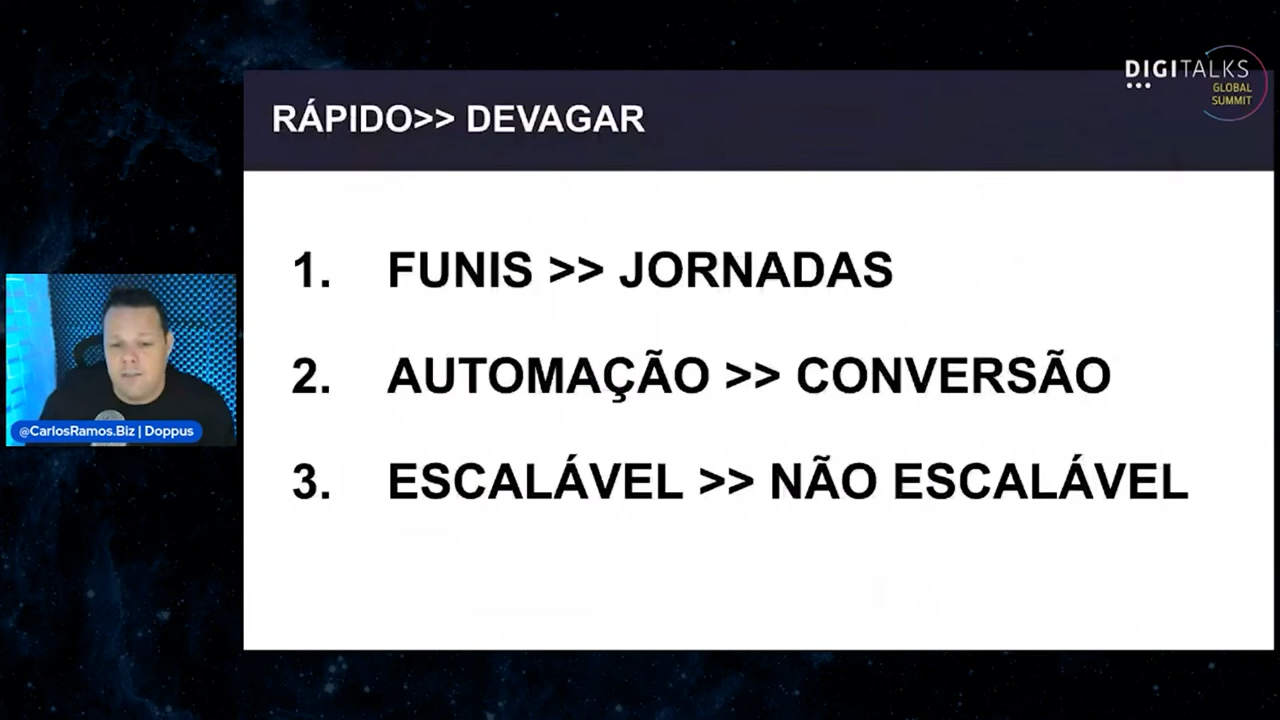 DIGITALKS
GLOBAL
SUMMIT
RÁPIDO>> DEVAGAR
1. FUNIS >> JORNADAS
2. AUTOMAÇÃO >> CONVERSÃO
3. ESCALÁVEL >> NÃO ESCALÁVEL
@CarlosRamos.Biz | Doppus